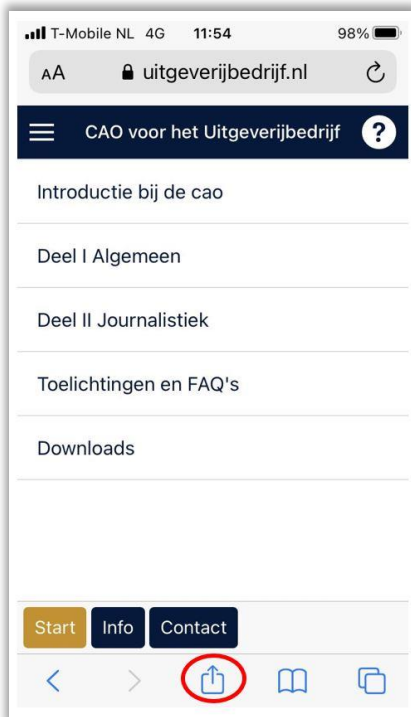 T-Mobile NL 4G 11:54 98%
AA uitgeverijbedrijf.nl
CAO voor het Uitgeverijbedrijf ?
Introductie bij de cao
Deel I Algemeen
Deel II Journalistiek
Toelichtingen en FAQ's
Downloads
Start Info Contact